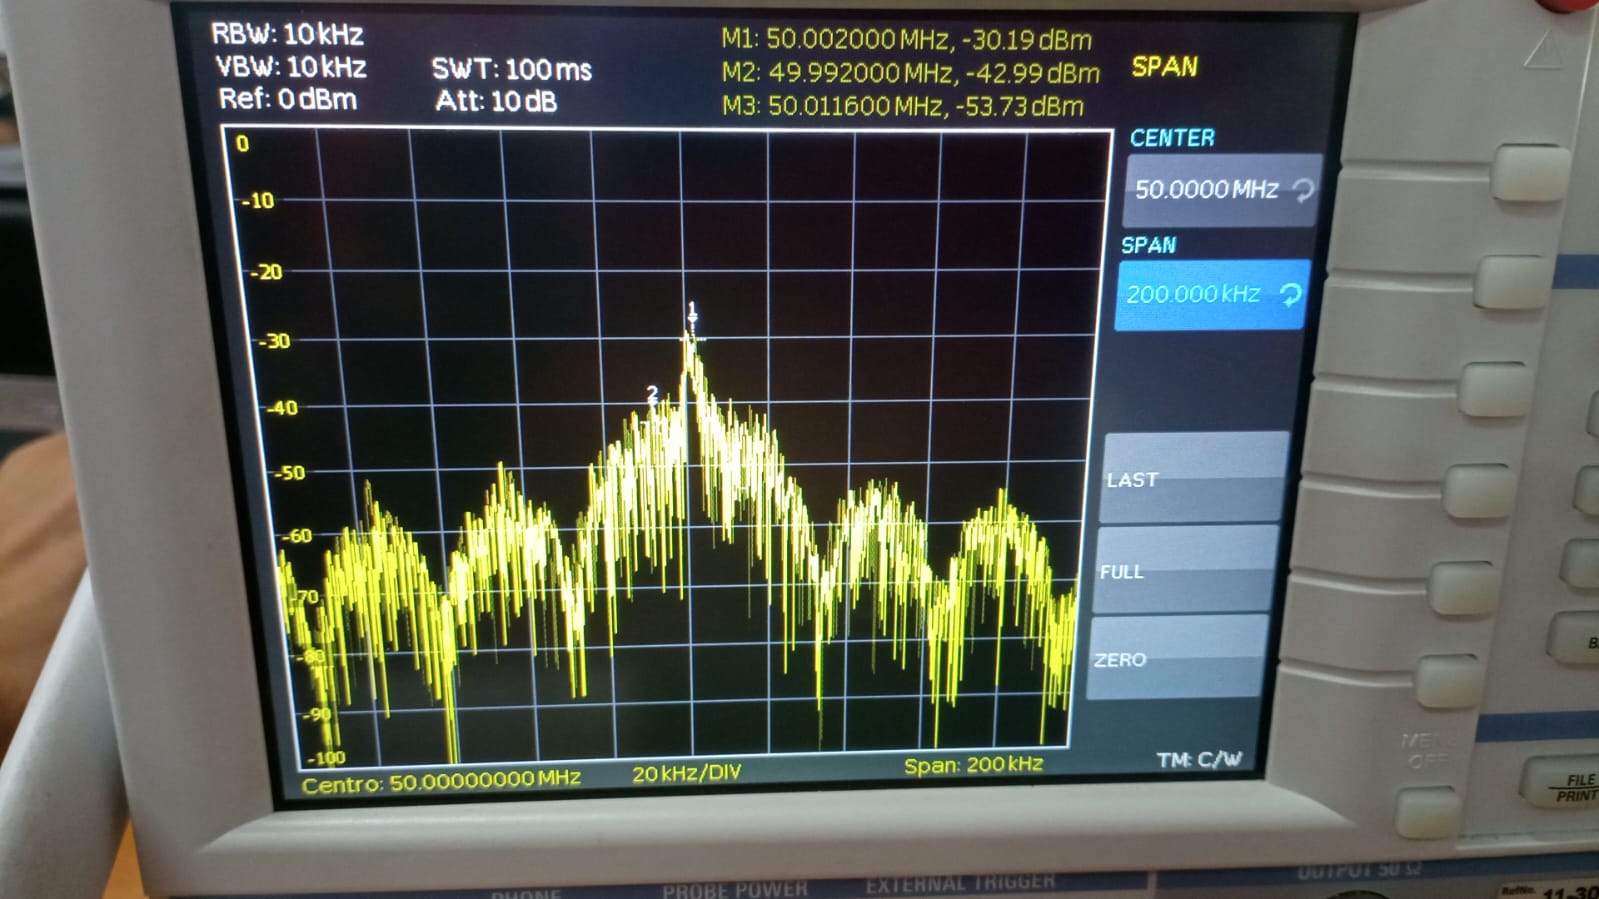 RBW: 10 kHz
VBW: 10 kHz
SWT: 100 ms
Ref: 0 dBm
Att: 10 dB
M1: 50.002000 MHz, -30.19 dBm
M2: 49.992000 MHz, -42.99 dBm
M3: 50.011600 MHz, -53.73 dBm
SPAN
CENTER
50.0000 MHz
SPAN
200.000 kHz
LAST
FULL
ZERO
TM: C/W
0
-10
-20
-30
-40
-50
-60
-70
-80
-90
-100
1
2
Centro: 50.00000000 MHz
20 kHz/DIV
Span: 200 kHz
MENU
OFF
FILE
PRINT
PHONE
PROBE POWER
EXTERNAL TRIGGER
OUTPUT 50 Ω